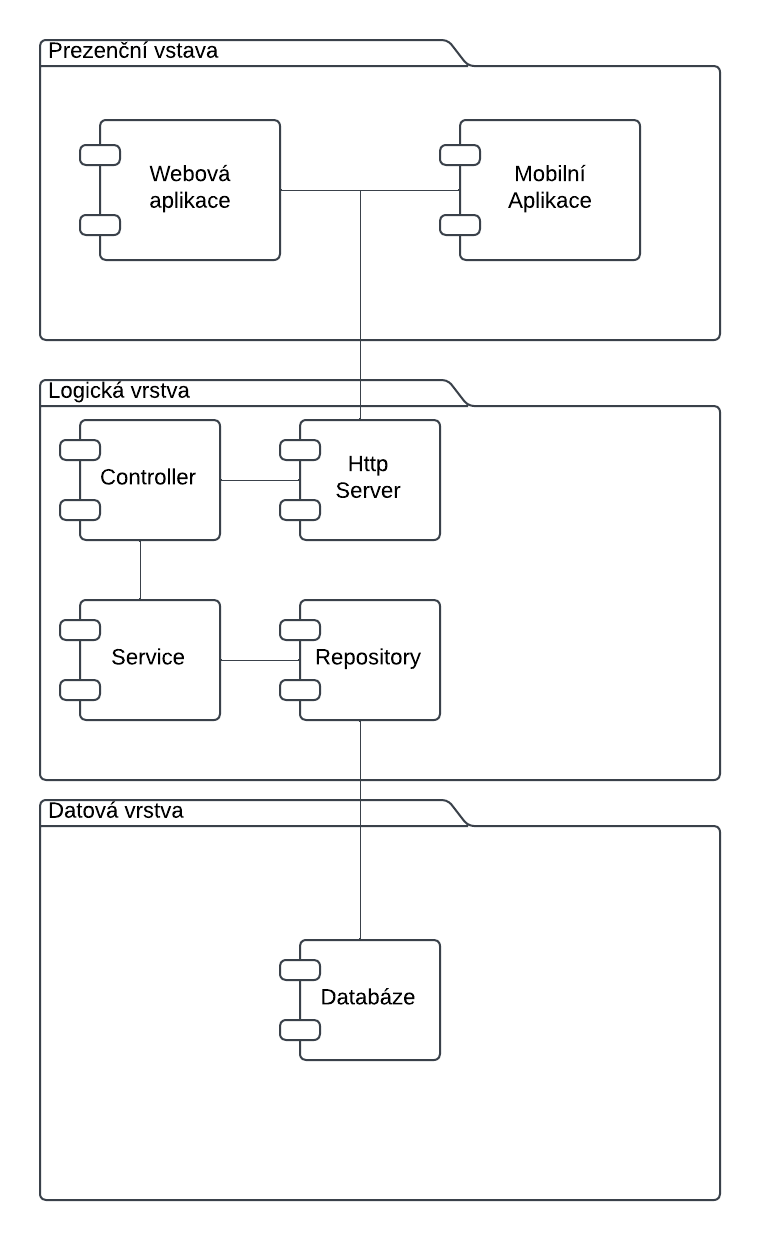 Prezenční vstava
Webová
aplikace
Mobilní
Aplikace
Logická vrstva
Controller
Http
Server
Service
Repository
Datová vrstva
Databáze